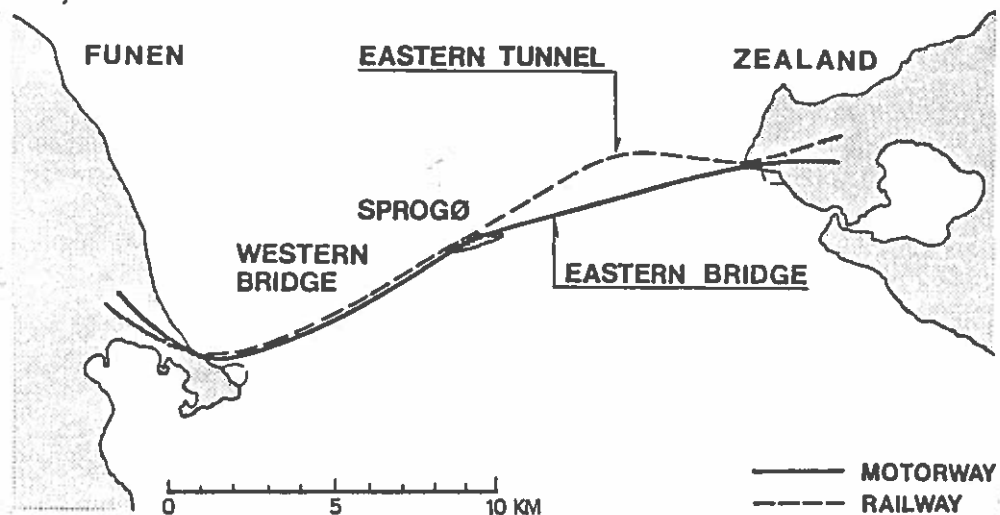 FUNEN
EASTERN TUNNEL
ZEALAND
SPROGØ
WESTERN
BRIDGE
EASTERN BRIDGE
0 5 10 KM
MOTORWAY
RAILWAY